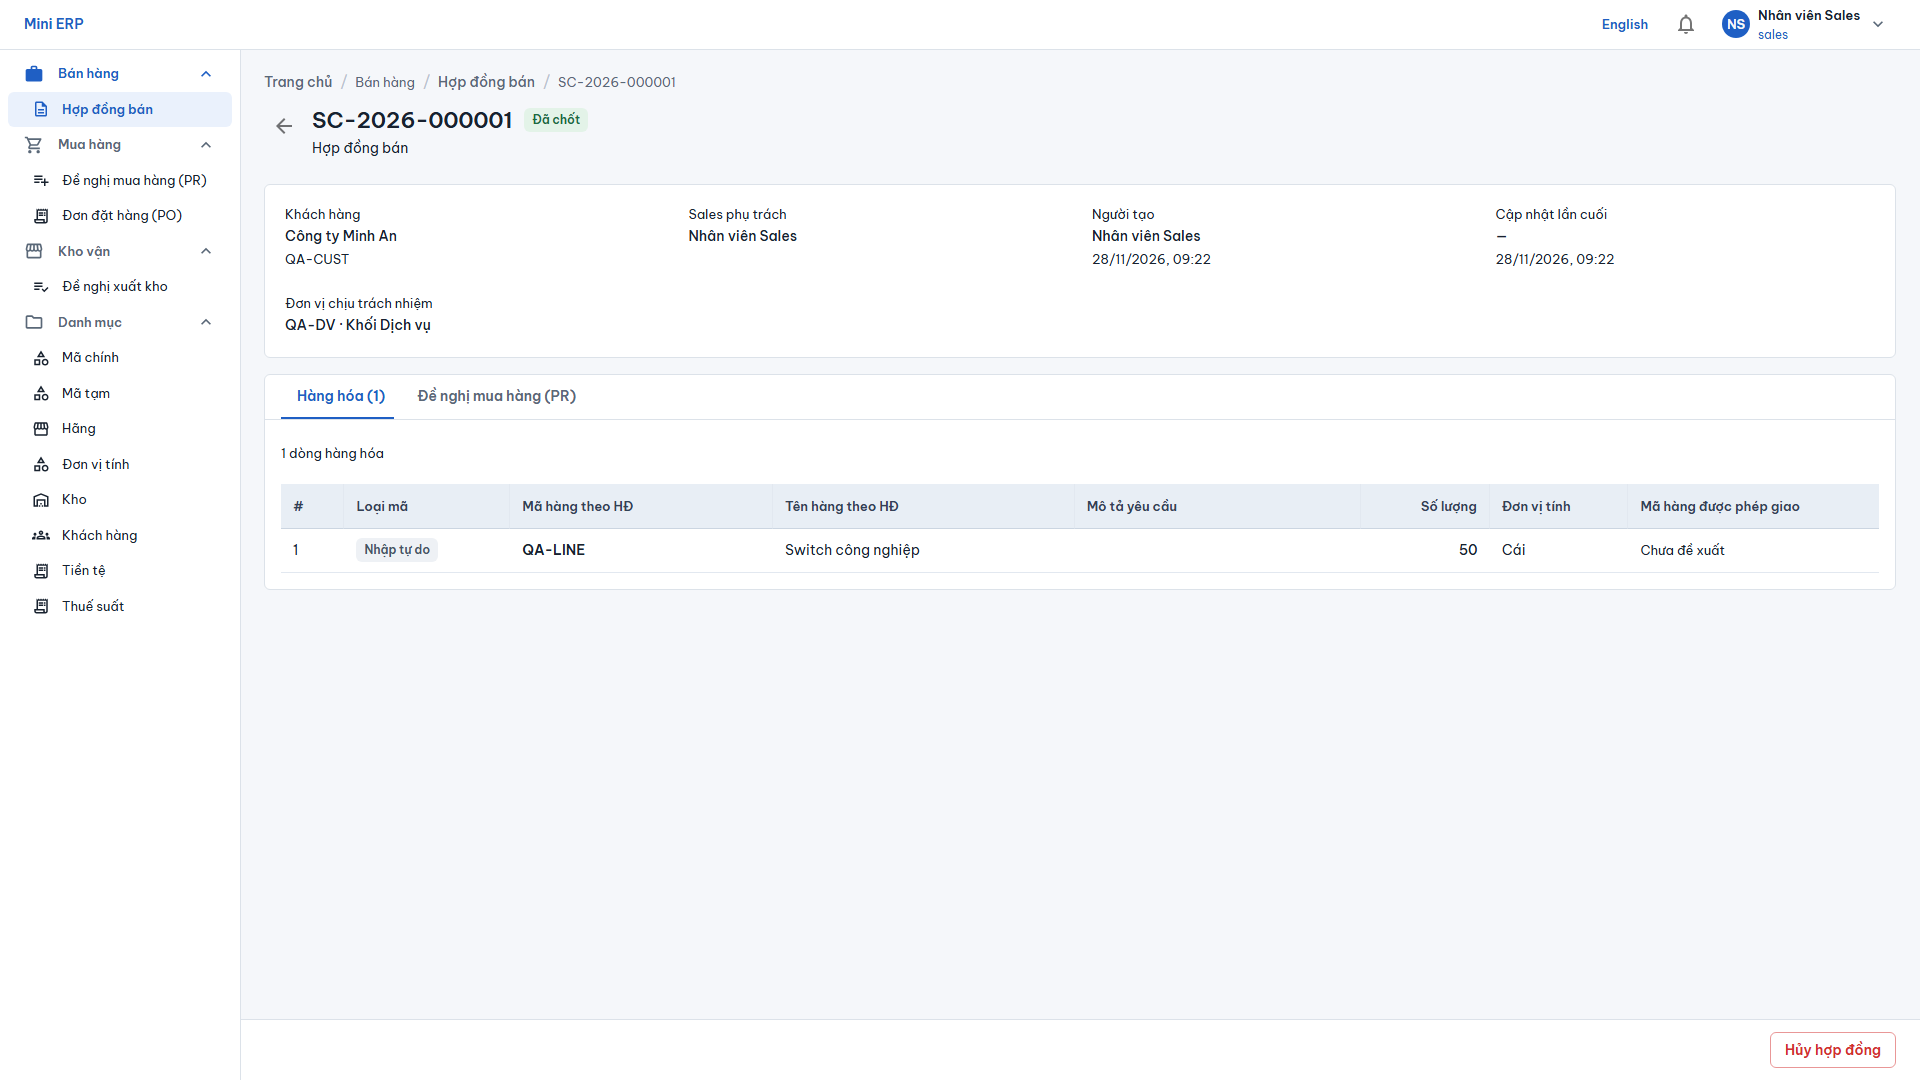 Mini ERP
English
NS
Nhân viên Sales
sales
Bán hàng
Hợp đồng bán
Mua hàng
Đề nghị mua hàng (PR)
Đơn đặt hàng (PO)
Kho vận
Đề nghị xuất kho
Danh mục
Mã chính
Mã tạm
Hãng
Đơn vị tính
Kho
Khách hàng
Tiền tệ
Thuế suất
Trang chủ / Bán hàng / Hợp đồng bán / SC-2026-000001
SC-2026-000001 Đã chốt
Hợp đồng bán
Khách hàng
Công ty Minh An
QA-CUST
Sales phụ trách
Nhân viên Sales
Người tạo
Nhân viên Sales
28/11/2026, 09:22
Cập nhật lần cuối
—
28/11/2026, 09:22
Đơn vị chịu trách nhiệm
QA-DV · Khối Dịch vụ
Hàng hóa (1) Đề nghị mua hàng (PR)
1 dòng hàng hóa
# Loại mã Mã hàng theo HĐ Tên hàng theo HĐ Mô tả yêu cầu Số lượng Đơn vị tính Mã hàng được phép giao
1 Nhập tự do QA-LINE Switch công nghiệp 50 Cái Chưa đề xuất
Hủy hợp đồng